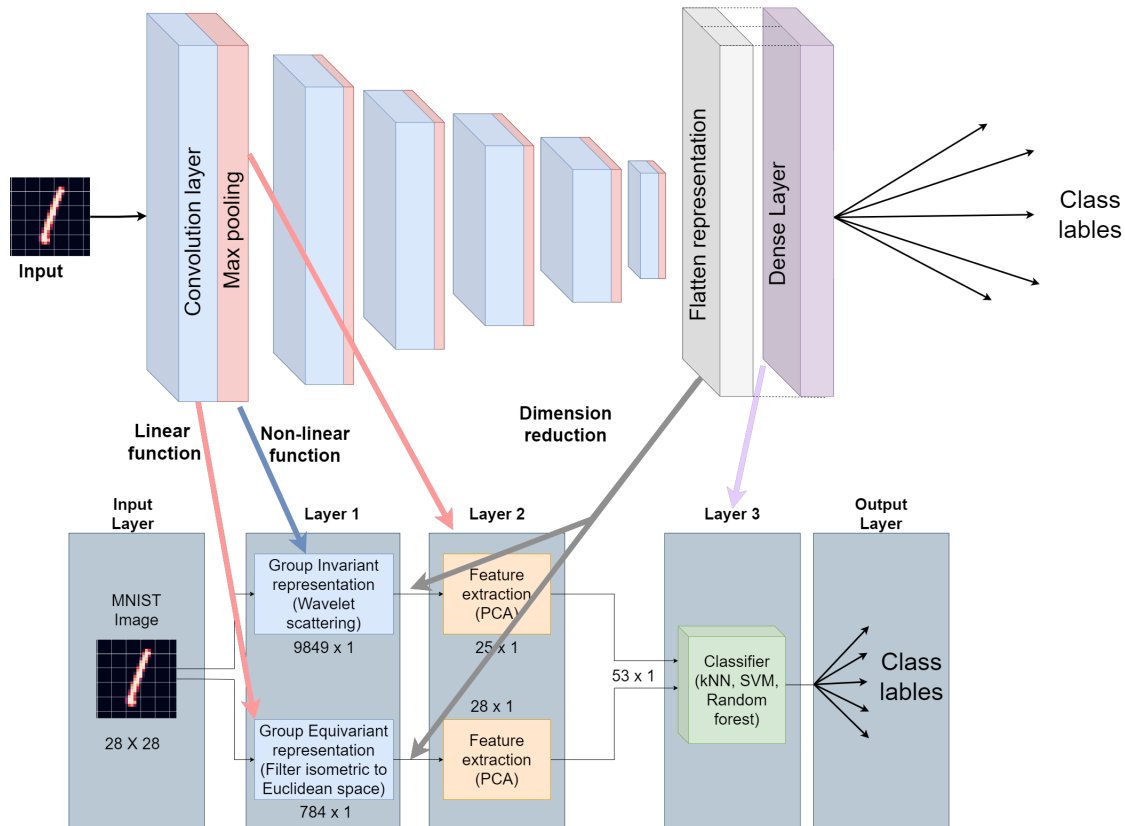 Convolution layer
Max pooling
Flatten representation
Dense Layer
Class
lables
Input
Linear
function
Non-linear
function
Dimension
reduction
Input
Layer
Layer 1
Layer 2
Layer 3
Output
Layer
MNIST
Image
28 X 28
Group Invariant
representation
(Wavelet
scattering)
9849 x 1
Group Equivariant
representation
(Filter isometric to
Euclidean space)
784 x 1
Feature
extraction
(PCA)
25 x 1
28 x 1
Feature
extraction
(PCA)
53 x 1
Classifier
(kNN, SVM,
Random
forest)
Class
lables